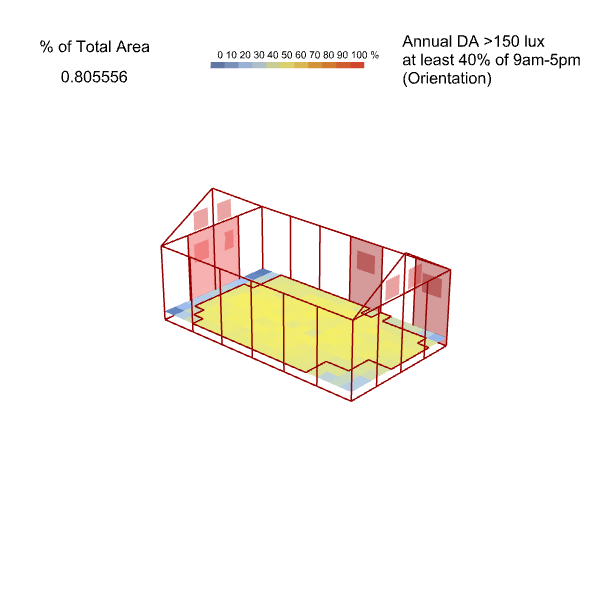 % of Total Area
0.805556
0 10 20 30 40 50 60 70 80 90 100 %
Annual DA >150 lux
at least 40% of 9am-5pm
(Orientation)